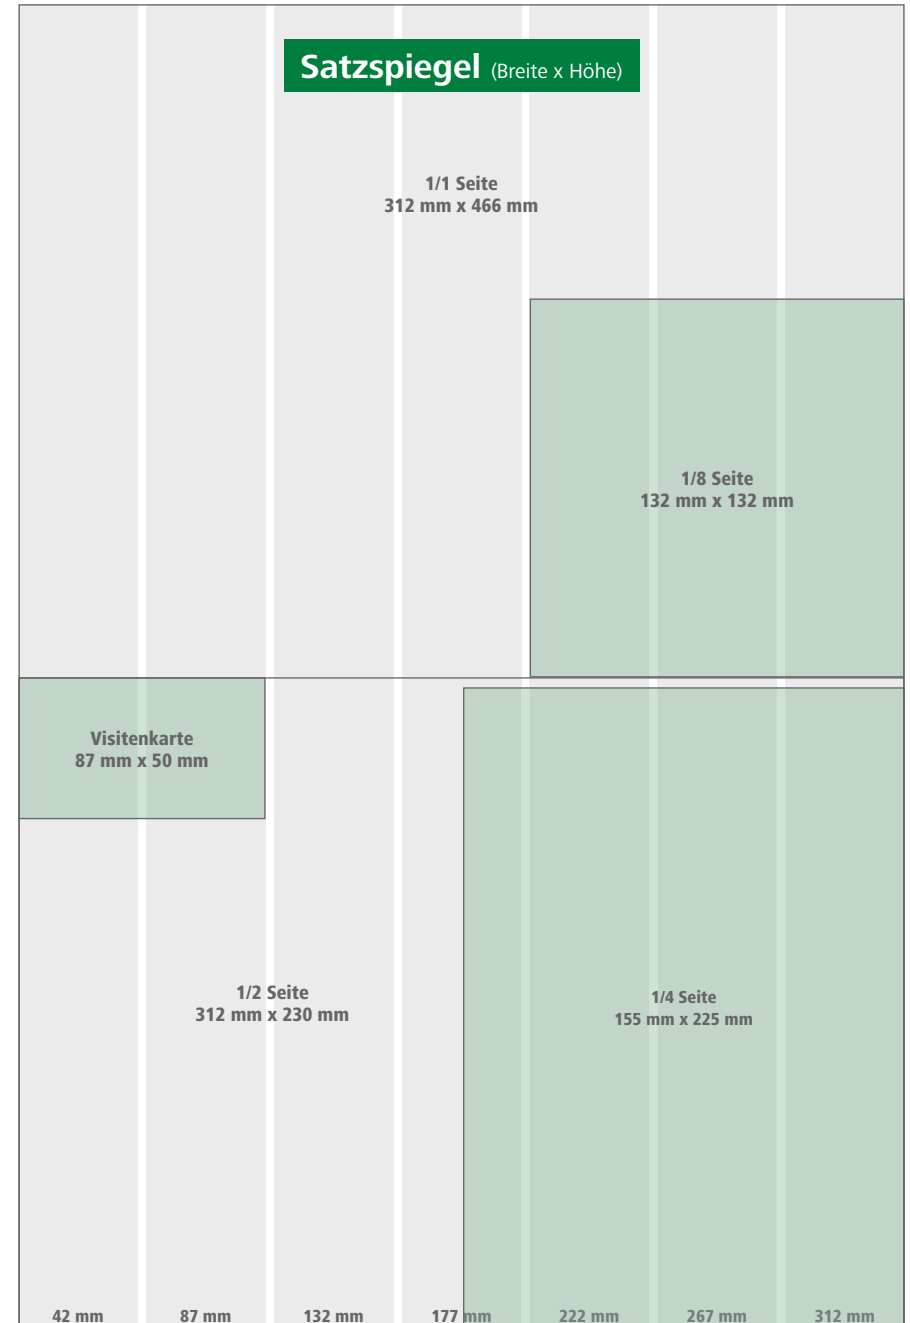 Satzspiegel (Breite x Höhe)
1/1 Seite
312 mm x 466 mm
1/8 Seite
132 mm x 132 mm
Visitenkarte
87 mm x 50 mm
1/2 Seite
312 mm x 230 mm
1/4 Seite
155 mm x 225 mm
42 mm 87 mm 132 mm 177 mm 222 mm 267 mm 312 mm